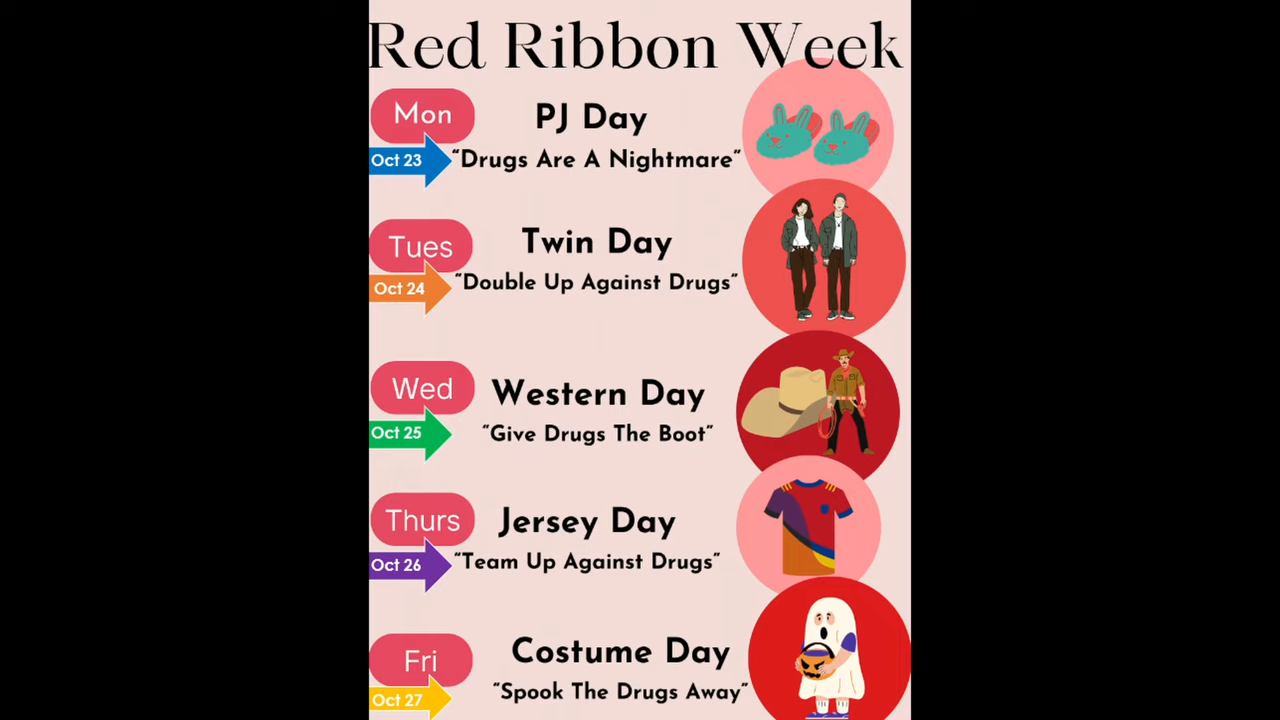 Red Ribbon Week
Mon
PJ Day
Oct 23
“Drugs Are A Nightmare”
Tues
Twin Day
Oct 24
“Double Up Against Drugs”
Wed
Western Day
Oct 25
“Give Drugs The Boot”
Thurs
Jersey Day
Oct 26
“Team Up Against Drugs”
Fri
Costume Day
Oct 27
“Spook The Drugs Away”